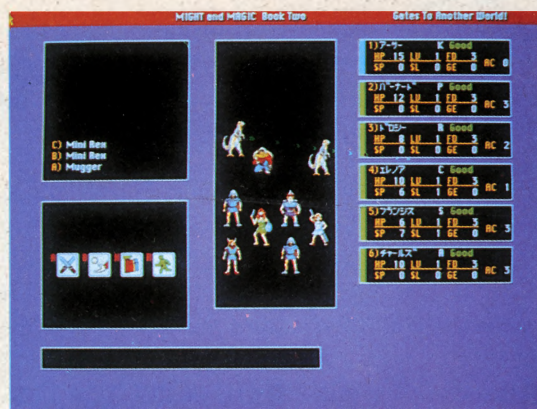 MIGHT and MAGIC Book Two Gates To Another World!
C) Mini Rex
B) Mini Rex
A) Mugger
1)アーサー K Good
HP 15 LV 1 FD 3
SP 0 SL 0 GE 0 AC 0
2)バーナード P Good
HP 12 LV 1 FD 3
SP 0 SL 0 GE 0 AC 3
3)ドロシー R Good
HP 8 LV 1 FD 3
SP 0 SL 0 GE 0 AC 2
4)エレノア C Good
HP 10 LV 1 FD 3
SP 6 SL 1 GE 0 AC 1
5)フランシス S Good
HP 6 LV 1 FD 3
SP 7 SL 1 GE 0 AC 3
6)チャールズ A Good
HP 10 LV 1 FD 3
SP 0 SL 0 GE 0 AC 3